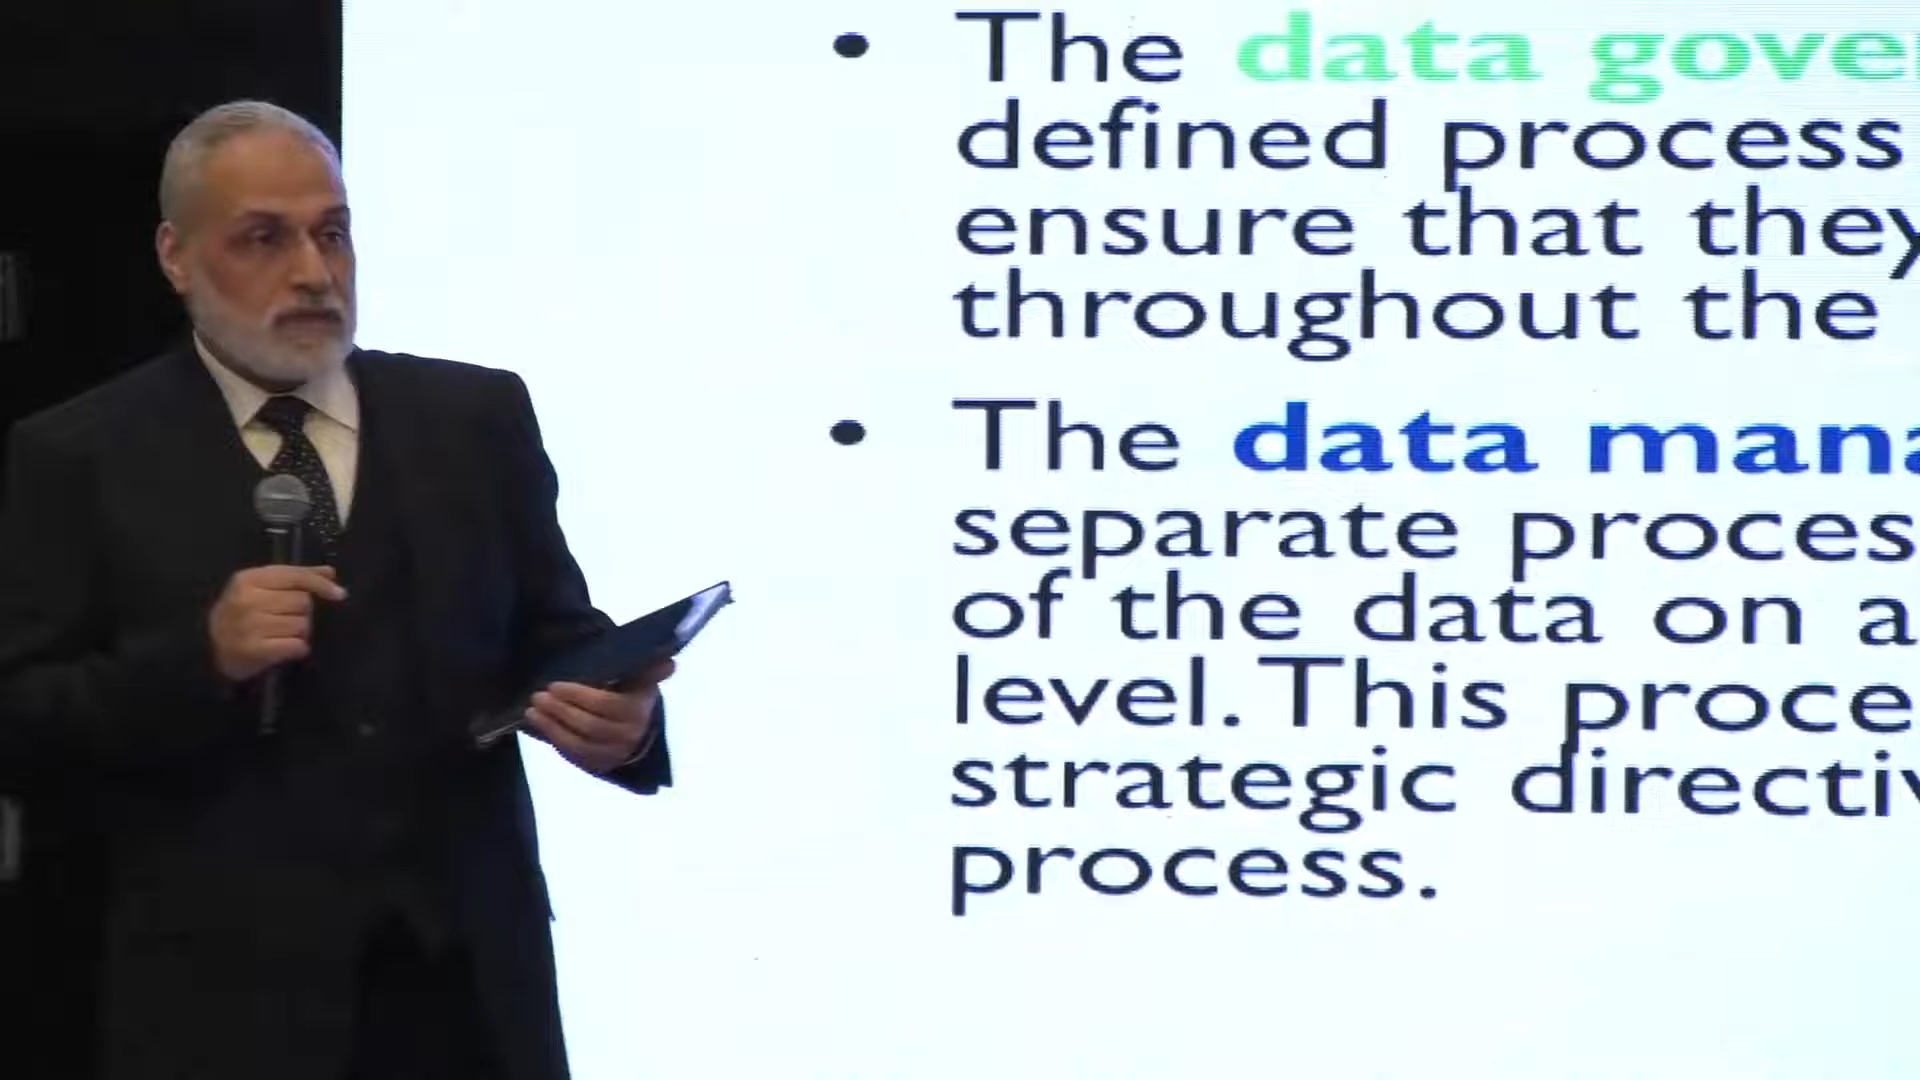 • The data gove
defined process
ensure that they
throughout the
• The data mana
separate proces
of the data on a
level. This proce
strategic directiv
process.